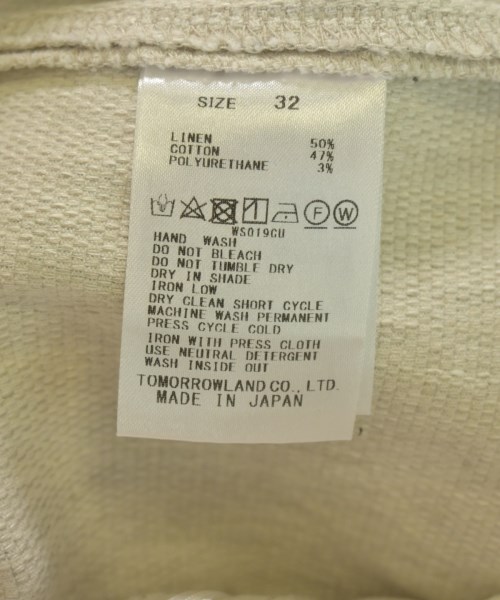 SIZE 32
LINEN 50%
COTTON 47%
POLYURETHANE 3%
F W
WS019GU
HAND WASH
DO NOT BLEACH
DO NOT TUMBLE DRY
DRY IN SHADE
IRON LOW
DRY CLEAN SHORT CYCLE
MACHINE WASH PERMANENT
PRESS CYCLE COLD
IRON WITH PRESS CLOTH
USE NEUTRAL DETERGENT
WASH INSIDE OUT
TOMORROWLAND CO., LTD.
MADE IN JAPAN